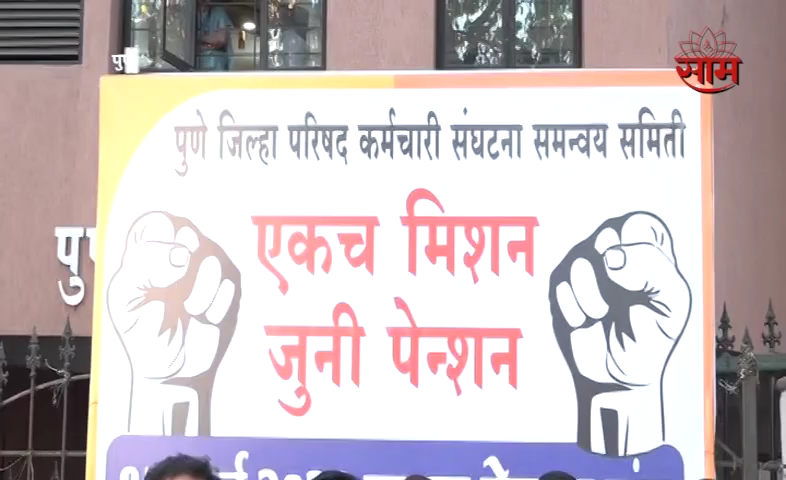 साम
पुणे जिल्हा परिषद कर्मचारी संघटना समन्वय समिती
एकच मिशन
जुनी पेन्शन